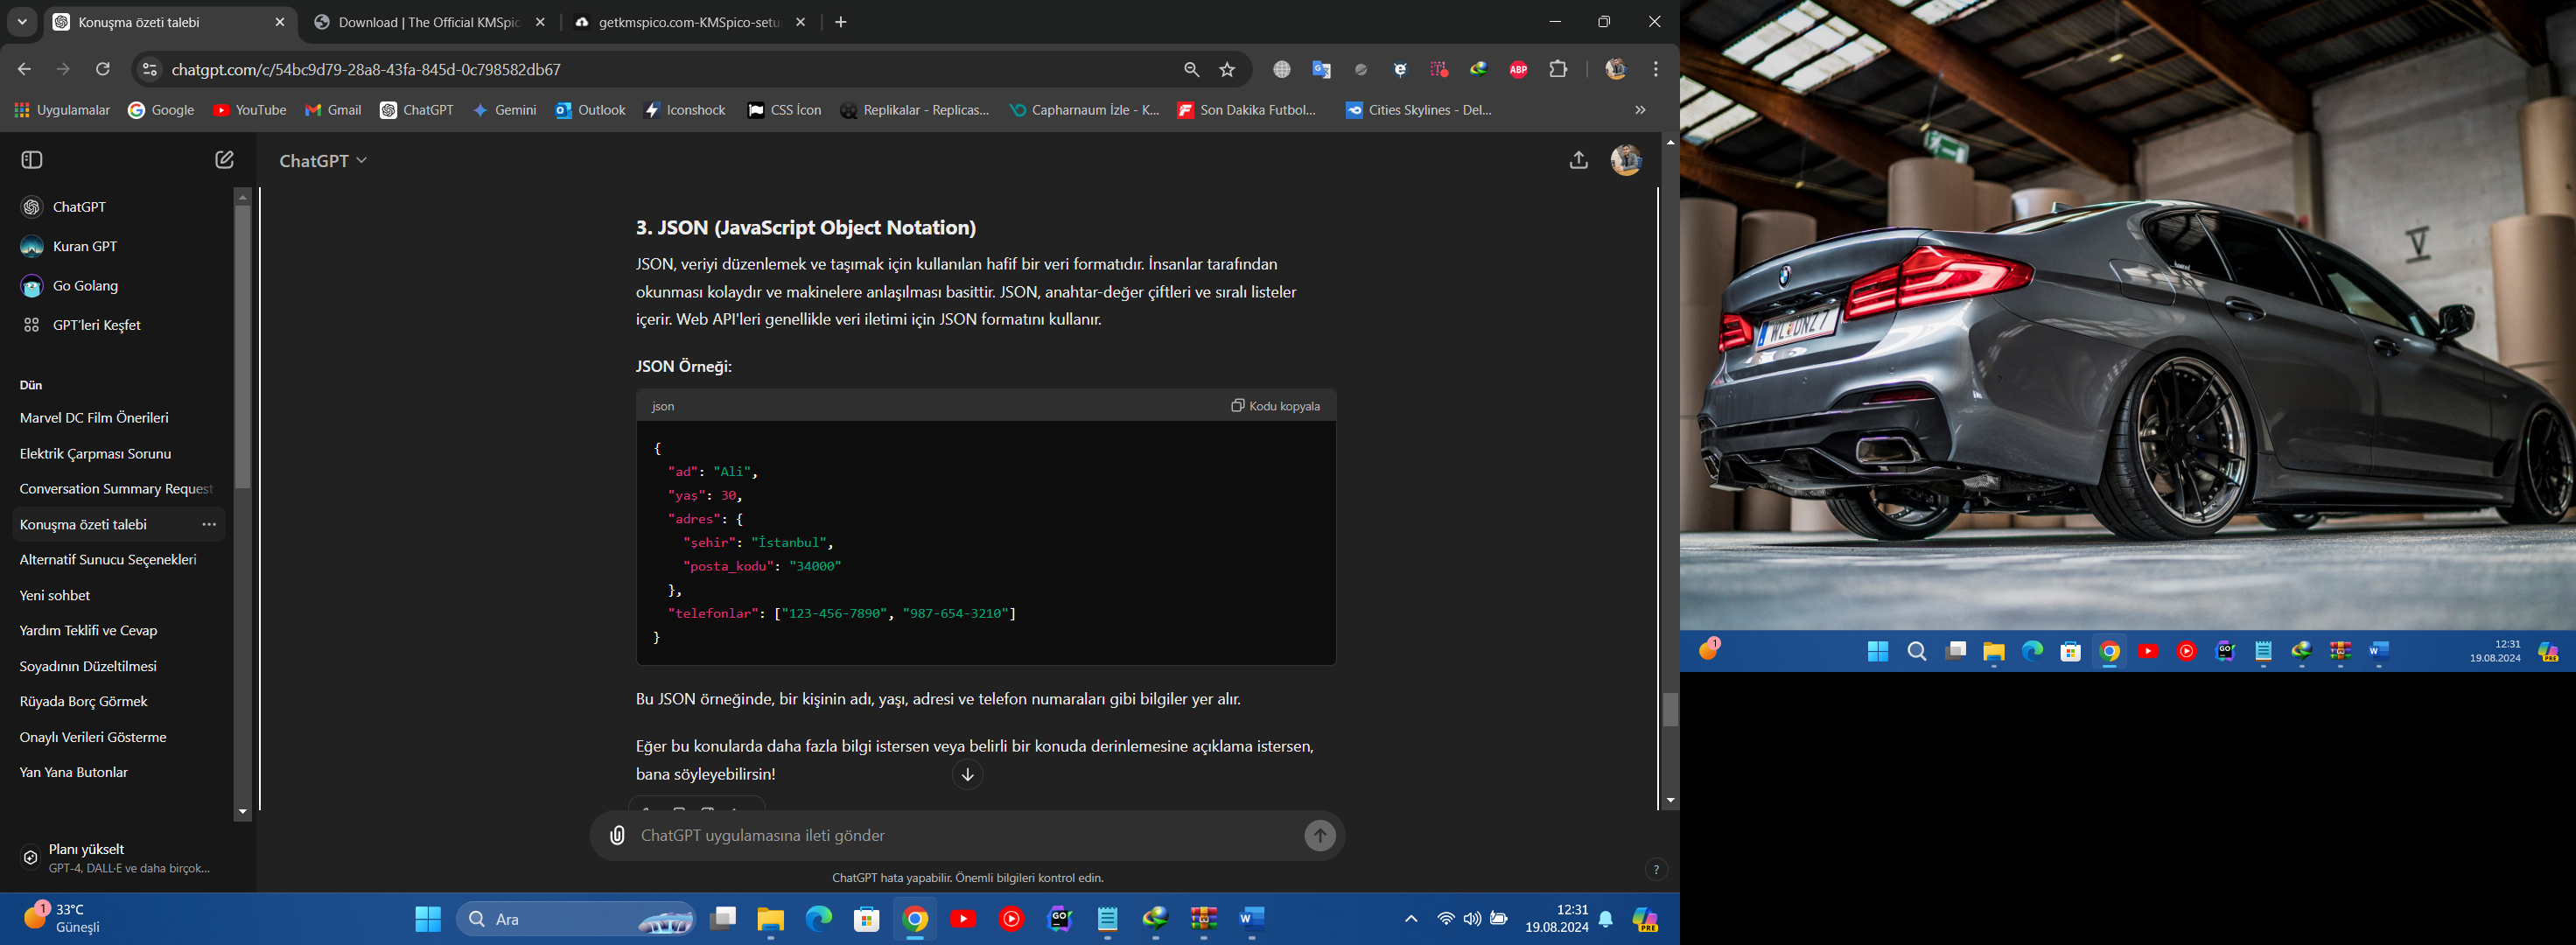 Konuşma özeti talebi
Download | The Official KMSpic
getkmspico.com-KMSpico-setu
chatgpt.com/c/54bc9d79-28a8-43fa-845d-0c798582db67
ABP
Uygulamalar
Google
YouTube
Gmail
ChatGPT
Gemini
Outlook
Iconshock
CSS İcon
Replikalar - Replicas...
Capharnaum İzle - K...
Son Dakika Futbol...
Cities Skylines - Del...
ChatGPT
ChatGPT
Kuran GPT
Go Golang
GPT'leri Keşfet
Dün
Marvel DC Film Önerileri
Elektrik Çarpması Sorunu
Conversation Summary Request
Konuşma özeti talebi
Alternatif Sunucu Seçenekleri
Yeni sohbet
Yardım Teklifi ve Cevap
Soyadının Düzeltilmesi
Rüyada Borç Görmek
Onaylı Verileri Gösterme
Yan Yana Butonlar
Planı yükselt
GPT-4, DALL·E ve daha birçok...
3. JSON (JavaScript Object Notation)
JSON, veriyi düzenlemek ve taşımak için kullanılan hafif bir veri formatıdır. İnsanlar tarafından
okunması kolaydır ve makinelere anlaşılması basittir. JSON, anahtar-değer çiftleri ve sıralı listeler
içerir. Web API'leri genellikle veri iletimi için JSON formatını kullanır.
JSON Örneği:
json
Kodu kopyala
{
"ad": "Ali",
"yaş": 30,
"adres": {
"şehir": "İstanbul",
"posta_kodu": "34000"
},
"telefonlar": ["123-456-7890", "987-654-3210"]
}
Bu JSON örneğinde, bir kişinin adı, yaşı, adresi ve telefon numaraları gibi bilgiler yer alır.
Eğer bu konularda daha fazla bilgi istersen veya belirli bir konuda derinlemesine açıklama istersen,
bana söyleyebilirsin!
ChatGPT uygulamasına ileti gönder
ChatGPT hata yapabilir. Önemli bilgileri kontrol edin.
?
1
33°C
Güneşli
Ara
GO
W
12:31
19.08.2024
PRE
1
GO
W
12:31
19.08.2024
PRE